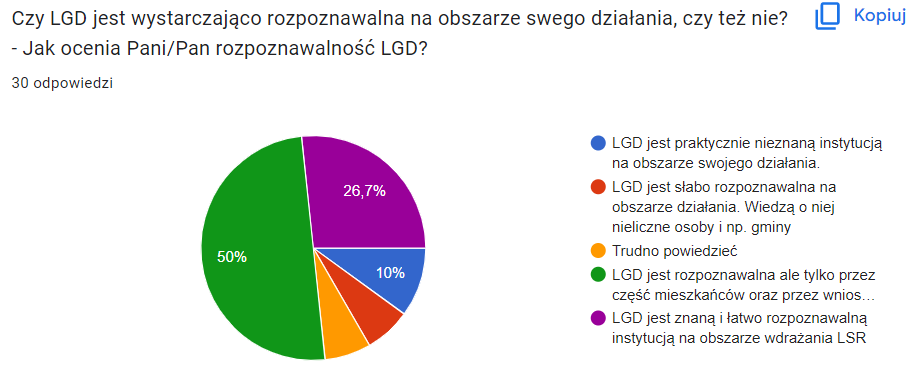 Czy LGD jest wystarczająco rozpoznawalna na obszarze swego działania, czy też nie?
- Jak ocenia Pani/Pan rozpoznawalność LGD?
Kopiuj
30 odpowiedzi
26,7%
50%
10%
LGD jest praktycznie nieznaną instytucją
na obszarze swojego działania.
LGD jest słabo rozpoznawalna na
obszarze działania. Wiedzą o niej
nieliczne osoby i np. gminy
Trudno powiedzieć
LGD jest rozpoznawalna ale tylko przez
część mieszkańców oraz przez wnios…
LGD jest znaną i łatwo rozpoznawalną
instytucją na obszarze wdrażania LSR